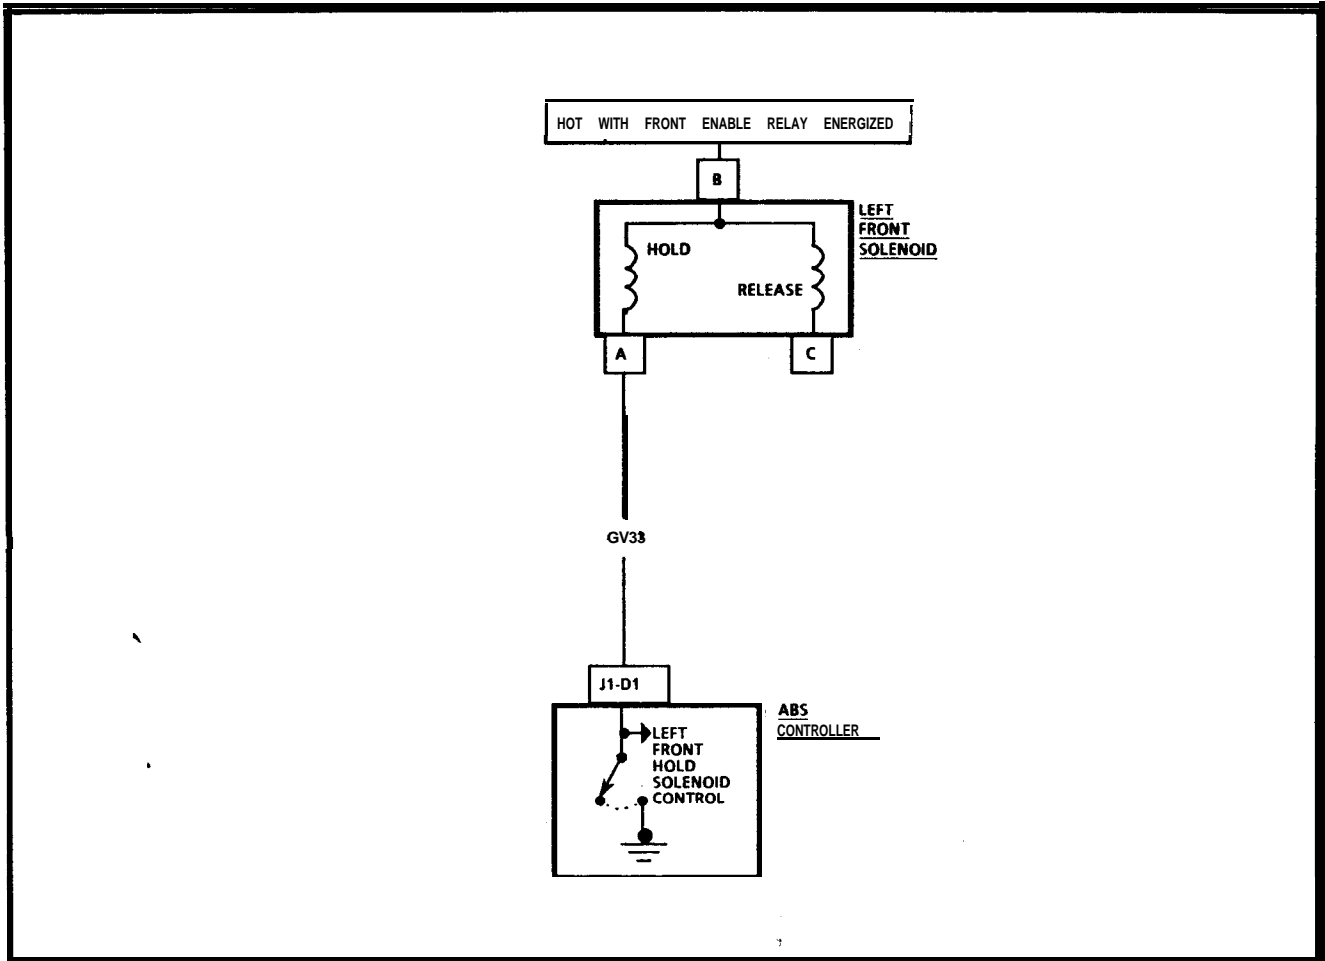 HOT WITH FRONT ENABLE RELAY ENERGIZED
B
LEFT
FRONT
SOLENOID
HOLD
RELEASE
A
C
GV33
J1-D1
ABS
CONTROLLER
LEFT
FRONT
HOLD
SOLENOID
CONTROL